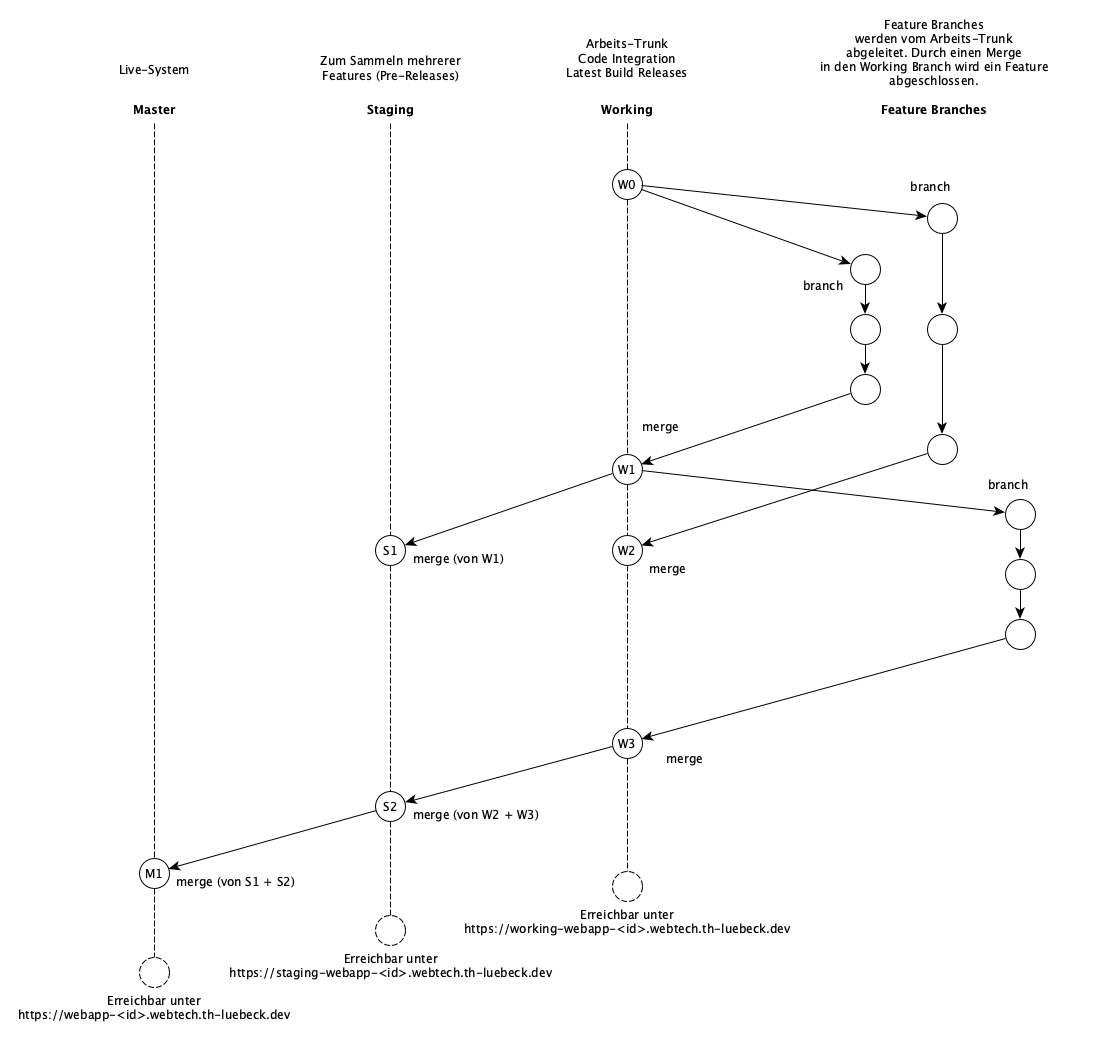 Live-System
Zum Sammeln mehrerer
Features (Pre-Releases)
Arbeits-Trunk
Code Integration
Latest Build Releases
Feature Branches
werden vom Arbeits-Trunk
abgeleitet. Durch einen Merge
in den Working Branch wird ein Feature
abgeschlossen.
Master
Staging
Working
Feature Branches
W0
branch
branch
merge
W1
branch
S1
merge (von W1)
W2
merge
W3
merge
S2
merge (von W2 + W3)
M1
merge (von S1 + S2)
Erreichbar unter
https://working-webapp-<id>.webtech.th-luebeck.dev
Erreichbar unter
https://staging-webapp-<id>.webtech.th-luebeck.dev
Erreichbar unter
https://webapp-<id>.webtech.th-luebeck.dev